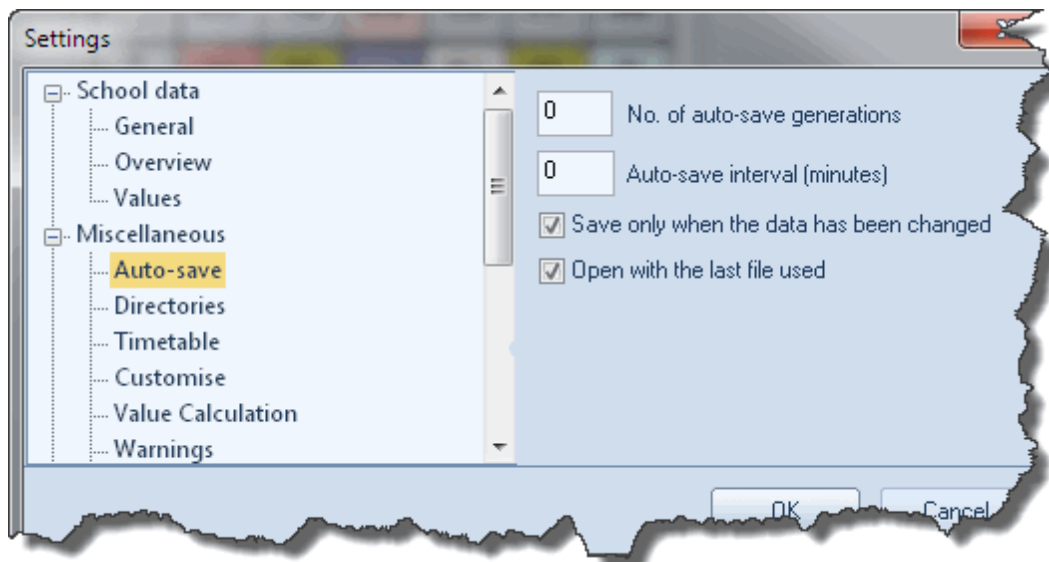 Settings
School data
General
Overview
Values
Miscellaneous
Auto-save
Directories
Timetable
Customise
Value Calculation
Warnings
0 No. of auto-save generations
0 Auto-save interval (minutes)
Save only when the data has been changed
Open with the last file used
OK Cancel